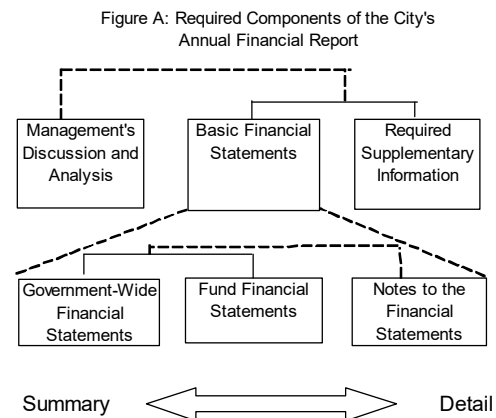 Figure A: Required Components of the City's
Annual Financial Report
Management's
Discussion and
Analysis
Basic Financial
Statements
Required
Supplementary
Information
Government-Wide
Financial
Statements
Fund Financial
Statements
Notes to the
Financial
Statements
Summary
Detail